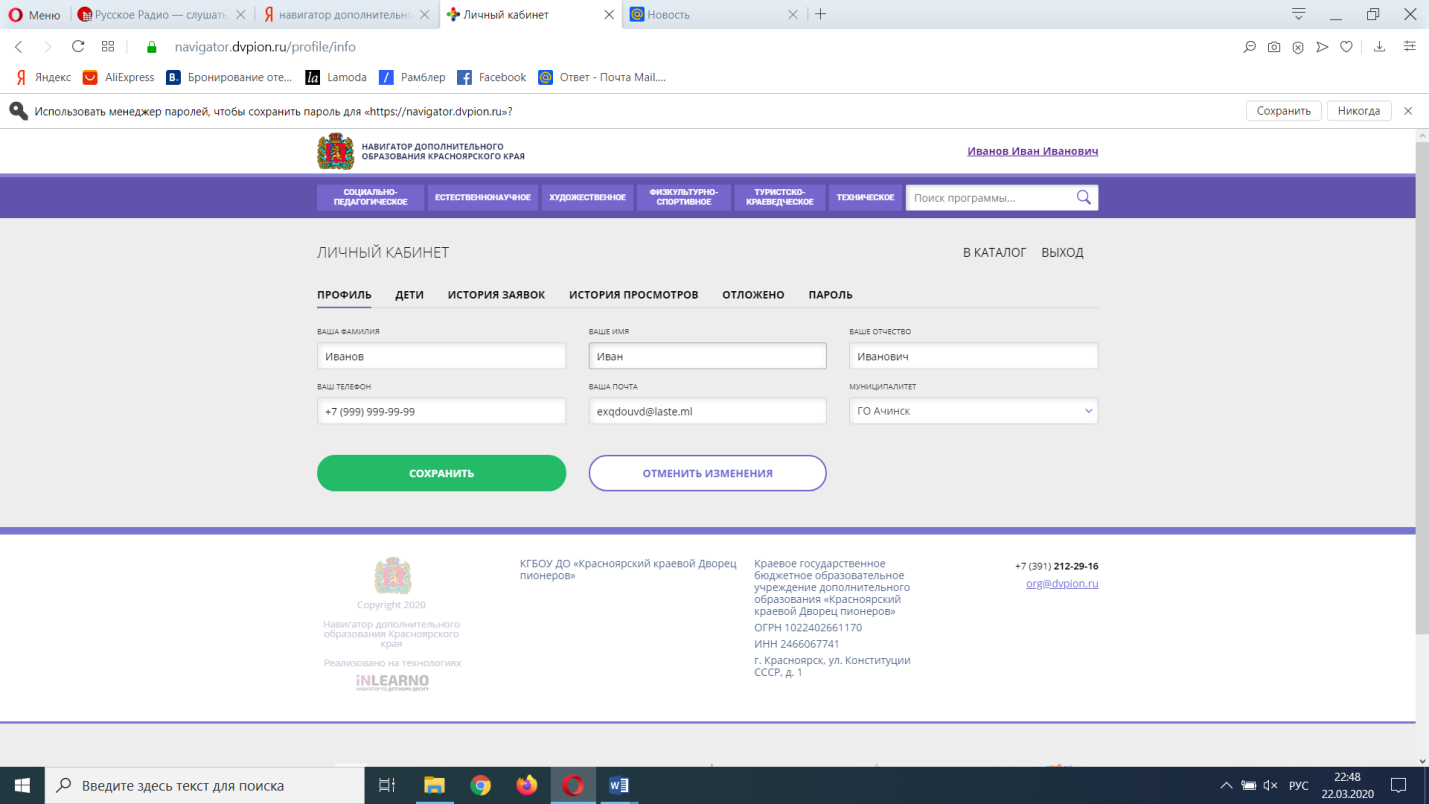 Меню
Русское Радио — слушать
навигатор дополнительно
Личный кабинет
Новость
navigator.dvpion.ru/profile/info
Яндекс
AliExpress
Бронирование оте...
Lamoda
Рамблер
Facebook
Ответ - Почта Mail....
Использовать менеджер паролей, чтобы сохранить пароль для «https://navigator.dvpion.ru»?
Сохранить
Никогда
НАВИГАТОР ДОПОЛНИТЕЛЬНОГО
ОБРАЗОВАНИЯ КРАСНОЯРСКОГО КРАЯ
Иванов Иван Иванович
СОЦИАЛЬНО-
ПЕДАГОГИЧЕСКОЕ
ЕСТЕСТВЕННОНАУЧНОЕ
ХУДОЖЕСТВЕННОЕ
ФИЗКУЛЬТУРНО-
СПОРТИВНОЕ
ТУРИСТСКО-
КРАЕВЕДЧЕСКОЕ
ТЕХНИЧЕСКОЕ
Поиск программы...
ЛИЧНЫЙ КАБИНЕТ
В КАТАЛОГ
ВЫХОД
ПРОФИЛЬ
ДЕТИ
ИСТОРИЯ ЗАЯВОК
ИСТОРИЯ ПРОСМОТРОВ
ОТЛОЖЕНО
ПАРОЛЬ
ВАША ФАМИЛИЯ
ВАШЕ ИМЯ
ВАШЕ ОТЧЕСТВО
Иванов
Иван
Иванович
ВАШ ТЕЛЕФОН
ВАША ПОЧТА
МУНИЦИПАЛИТЕТ
+7 (999) 999-99-99
exqdouvd@laste.ml
ГО Ачинск
СОХРАНИТЬ
ОТМЕНИТЬ ИЗМЕНЕНИЯ
Copyright 2020
Навигатор дополнительного
образования Красноярского
края
Реализовано на технологиях
iNLEARNO
НАВИГАТОР ПО ДЕТСКОМУ ДОСУГУ
КГБОУ ДО «Красноярский краевой Дворец
пионеров»
Краевое государственное
бюджетное образовательное
учреждение дополнительного
образования «Красноярский
краевой Дворец пионеров»
ОГРН 1022402661170
ИНН 2466067741
г. Красноярск, ул. Конституции
СССР, д. 1
+7 (391) 212-29-16
org@dvpion.ru
Введите здесь текст для поиска
РУС
22:48
22.03.2020